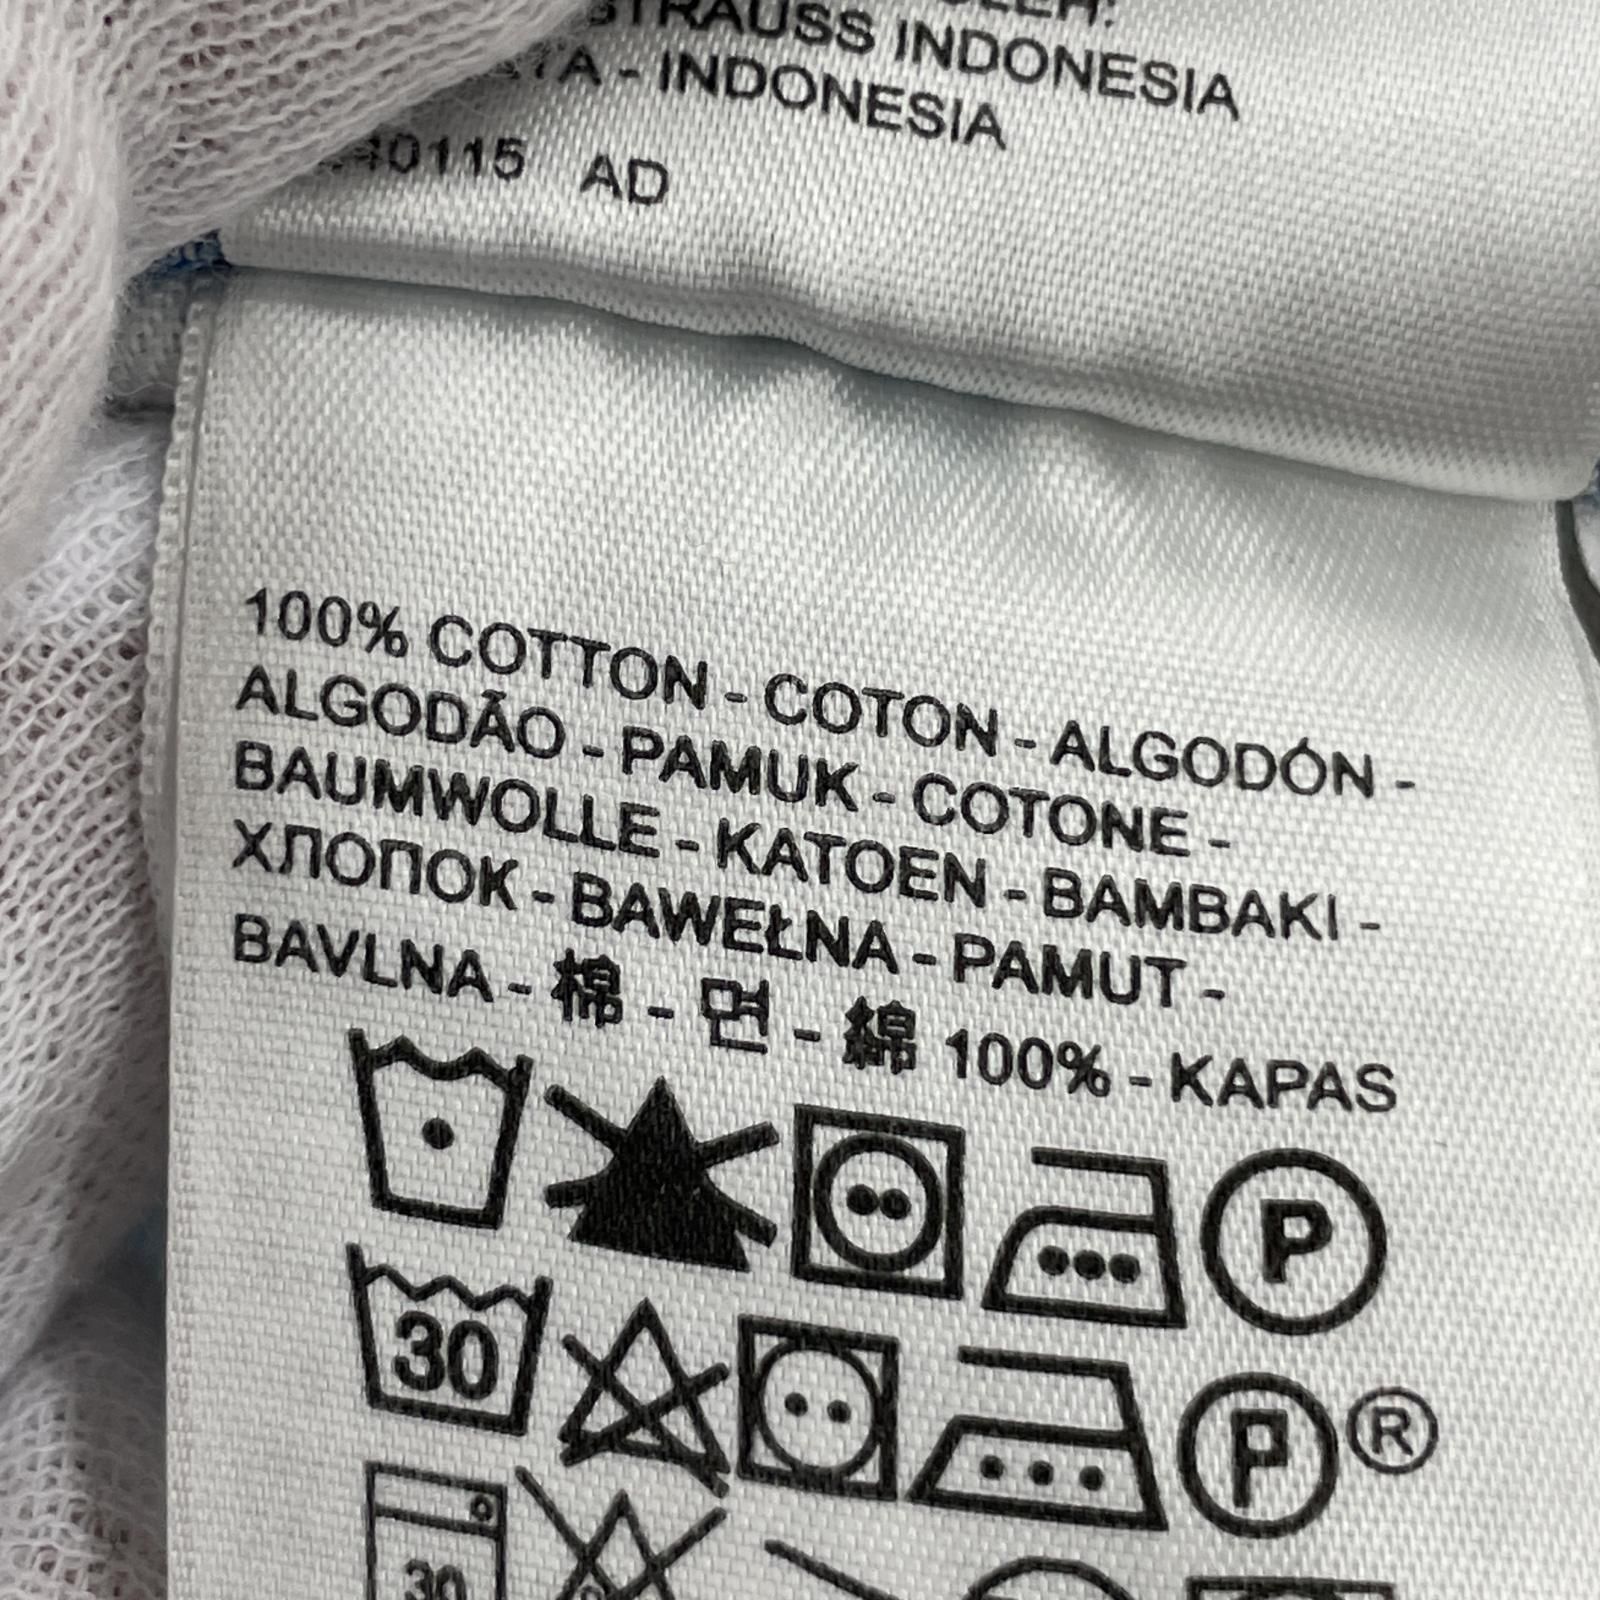 STRAUSS INDONESIA
- INDONESIA
0115 AD
100% COTTON - COTON - ALGODÓN -
ALGODÃO - PAMUK - COTONE -
BAUMWOLLE - KATOEN - BAMBAKI -
ХЛОПОК - BAWEŁNA - PAMUT -
BAVLNA - 棉 - 면 - 綿 100% - KAPAS
P
30 P ®
30